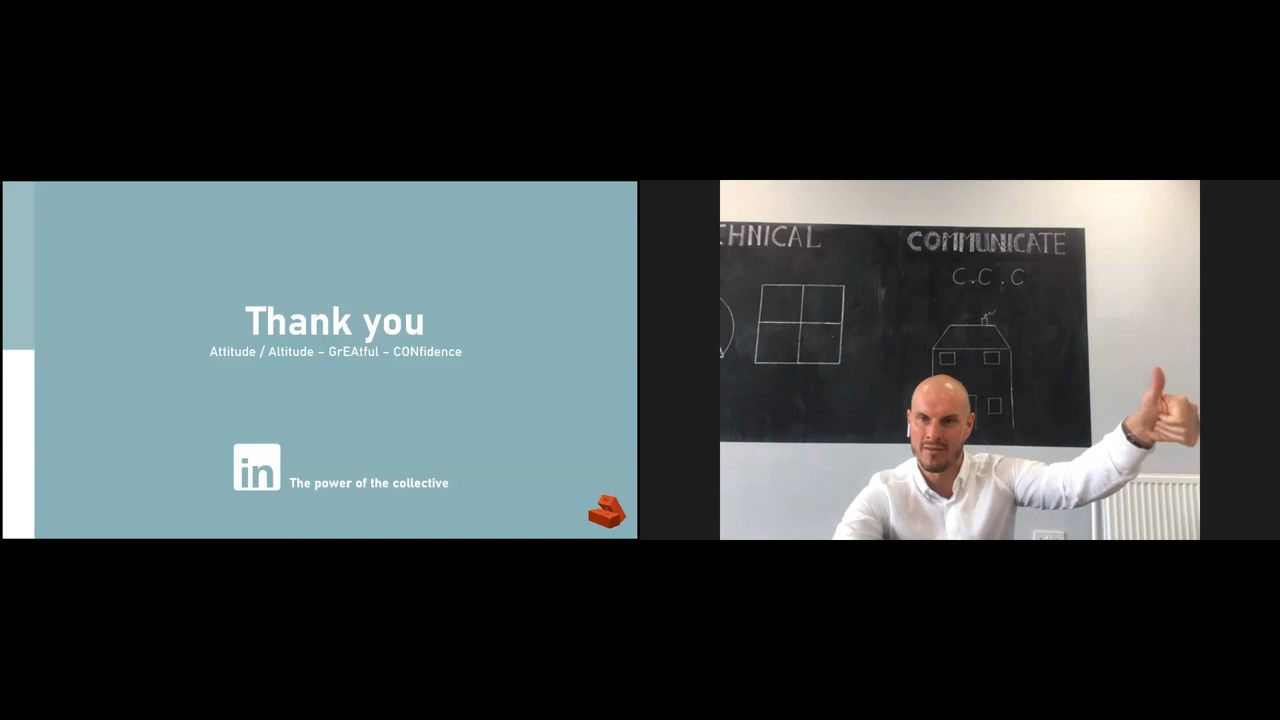 Thank you
Attitude / Altitude – GrEAtful – CONfidence
in
The power of the collective
CHNICAL
COMMUNICATE
C.C.C